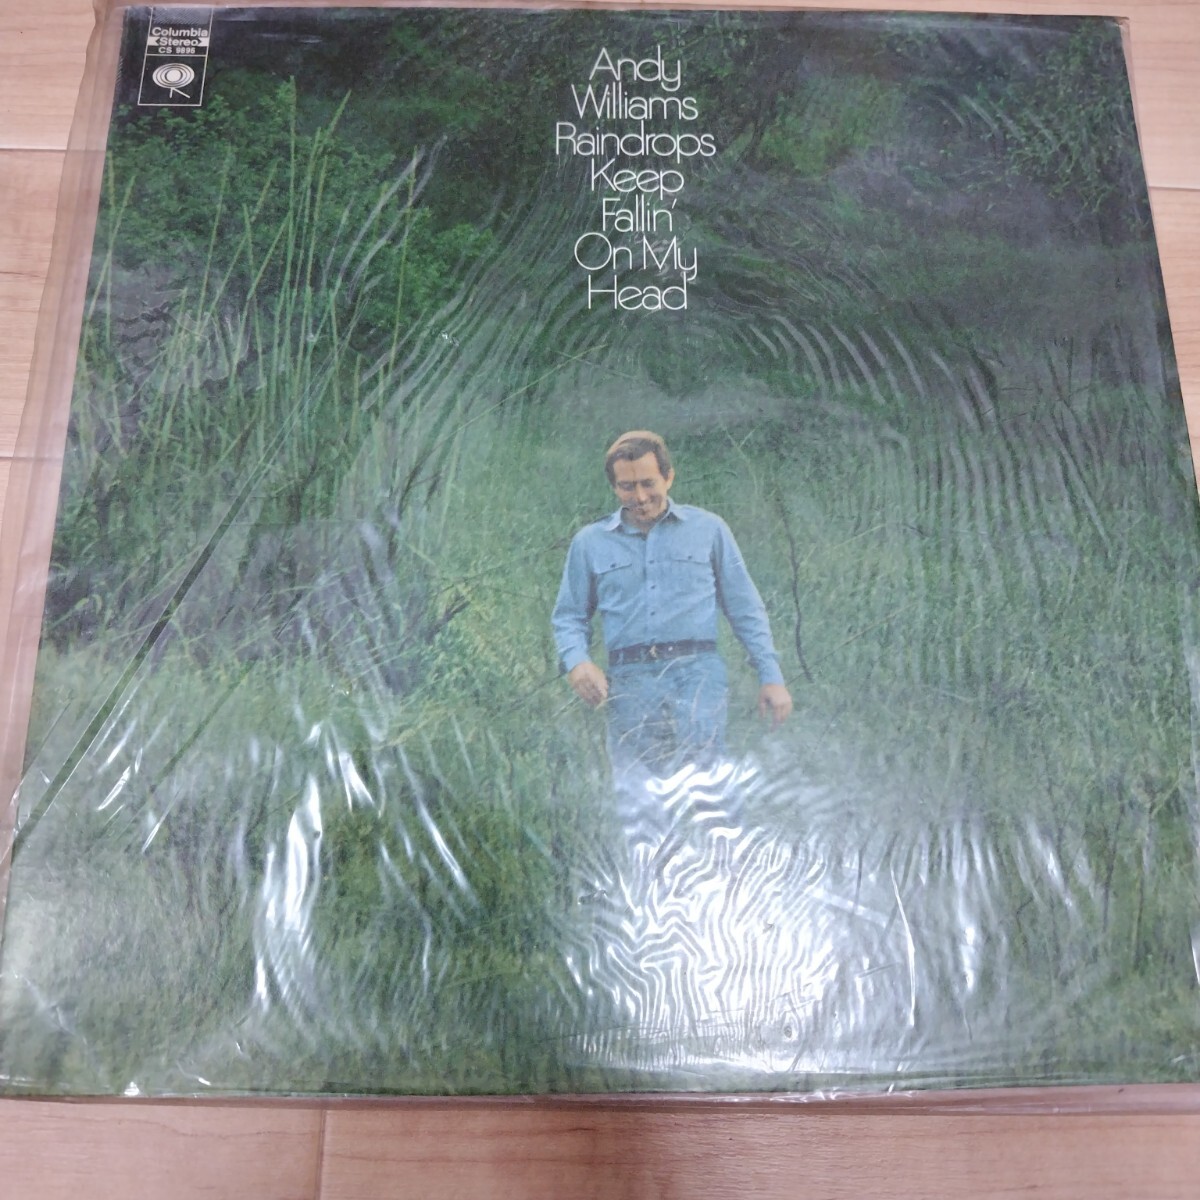 Columbia
Stereo
CS 9896
Andy
Williams
Raindrops
Keep
Fallin'
On My
Head